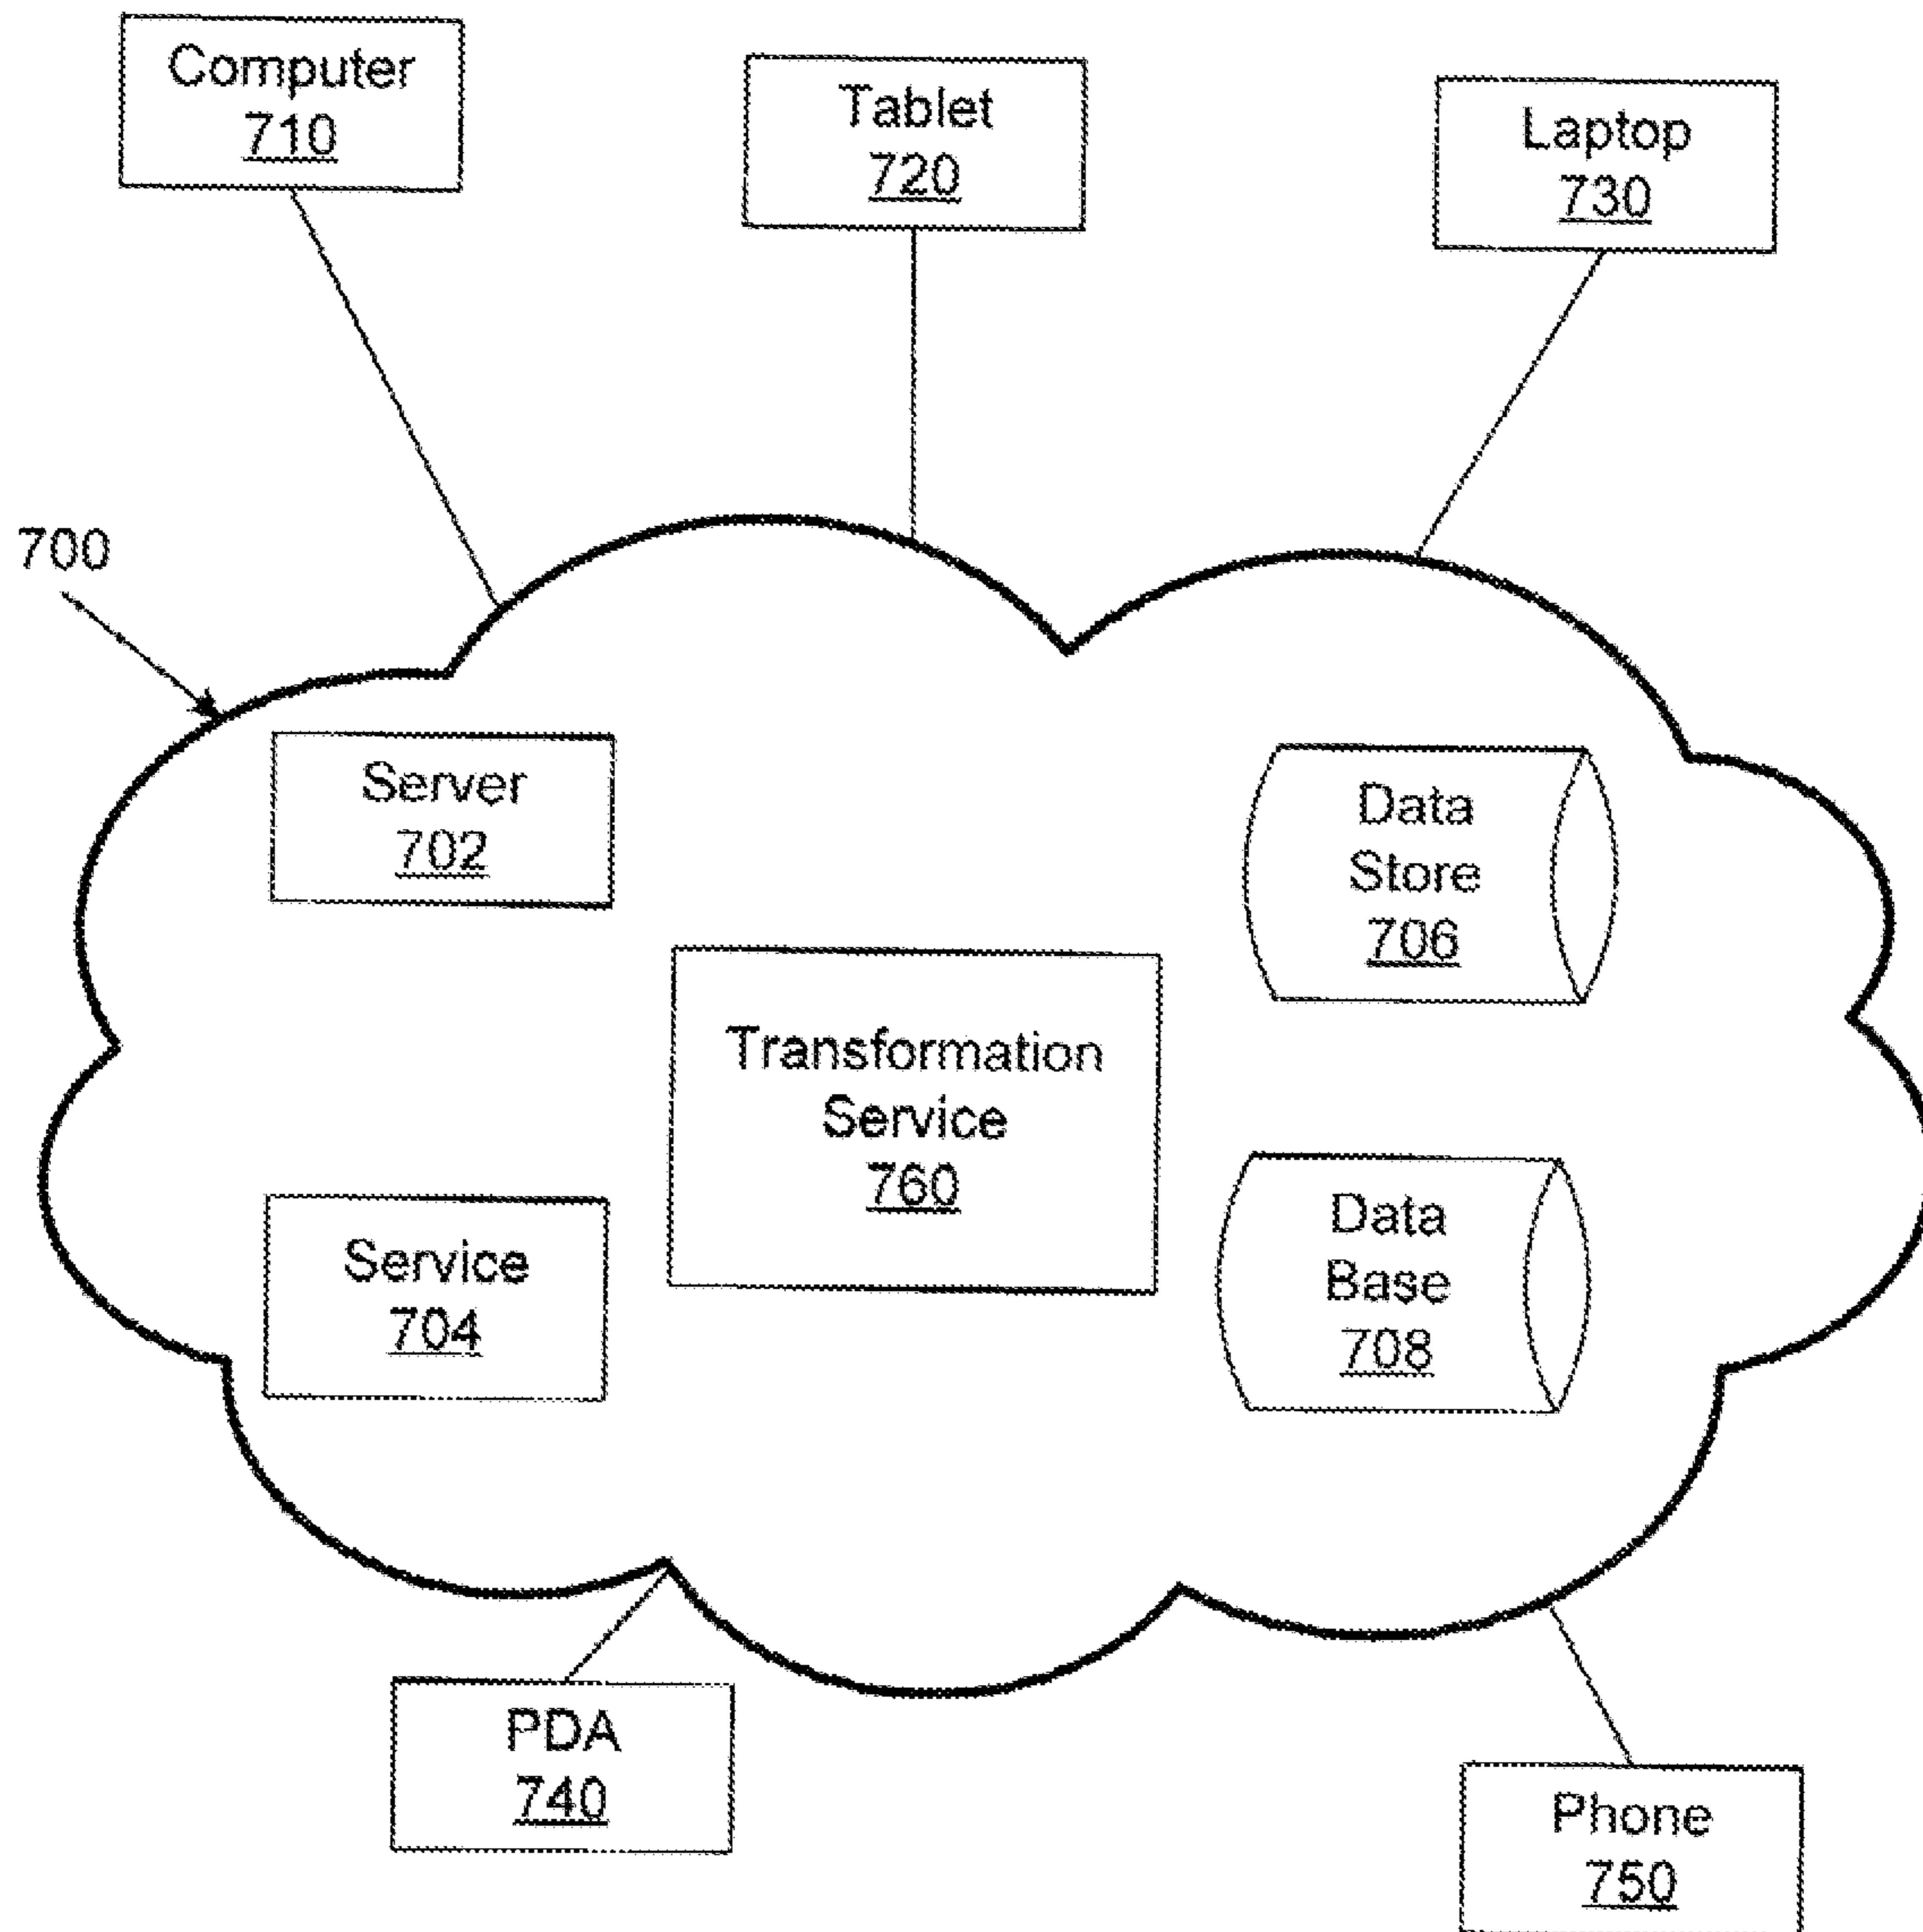 Computer
710
Tablet
720
Laptop
730
700
Server
702
Data
Store
706
Transformation
Service
760
Service
704
Data
Base
708
PDA
740
Phone
750